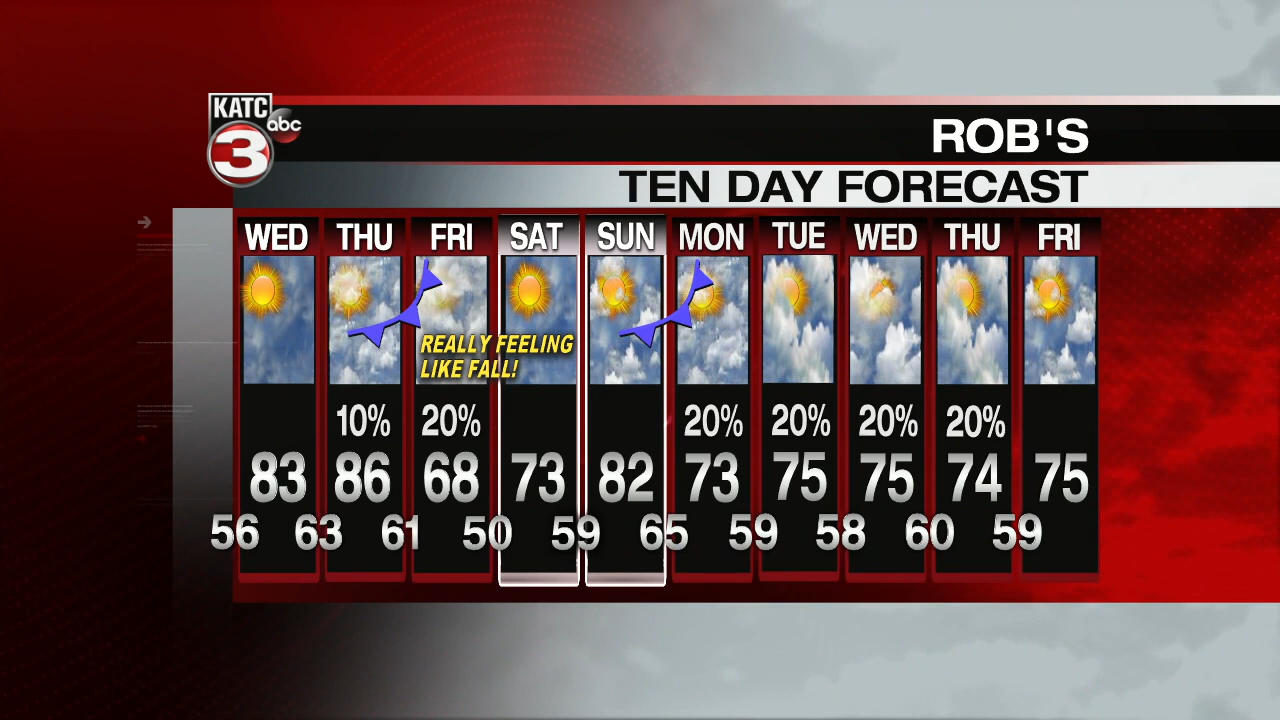 KATC
abc
3
ROB'S
TEN DAY FORECAST
WED THU FRI SAT SUN MON TUE WED THU FRI
REALLY FEELING
LIKE FALL!
10% 20% 20% 20% 20% 20%
83 86 68 73 82 73 75 75 74 75
56 63 61 50 59 65 59 58 60 59